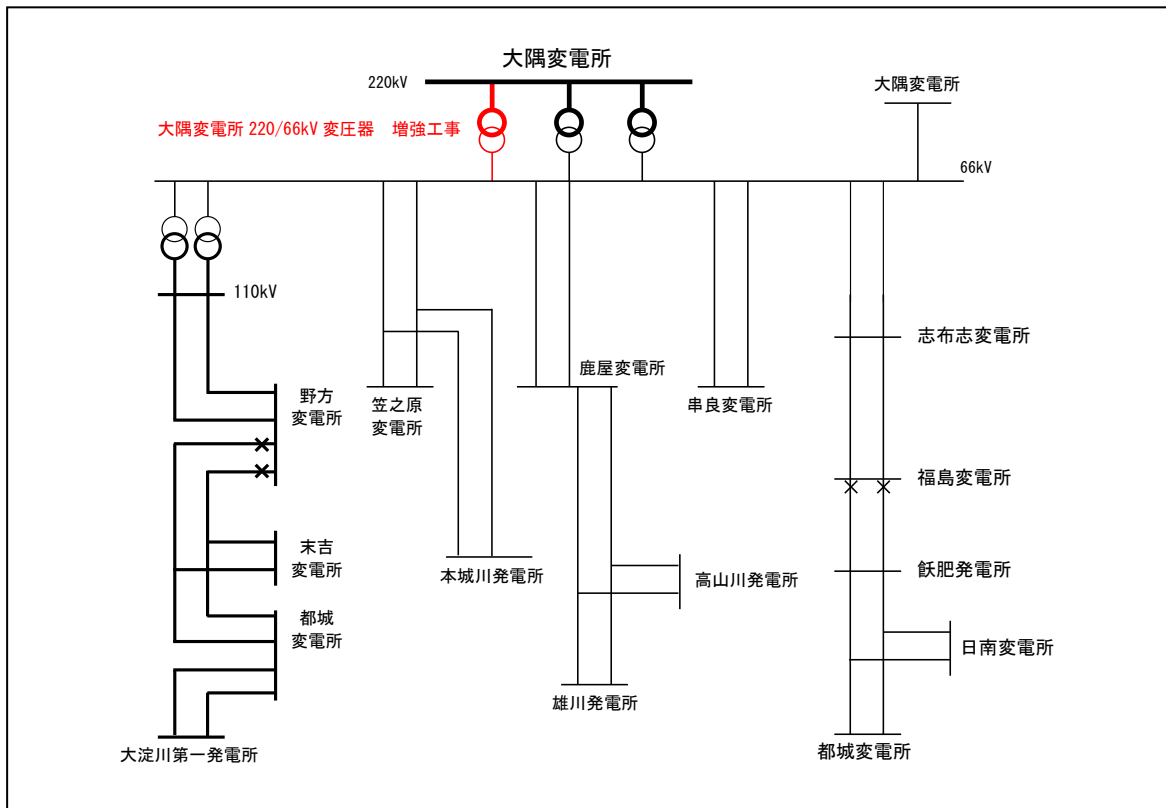 大隅変電所
220kV
大隅変電所
大隅変電所 220/66kV 変圧器　増強工事
66kV
110kV
志布志変電所
鹿屋変電所
野方
変電所
笠之原
変電所
串良変電所
福島変電所
末吉
変電所
本城川発電所
高山川発電所
飫肥発電所
都城
変電所
日南変電所
雄川発電所
大淀川第一発電所
都城変電所